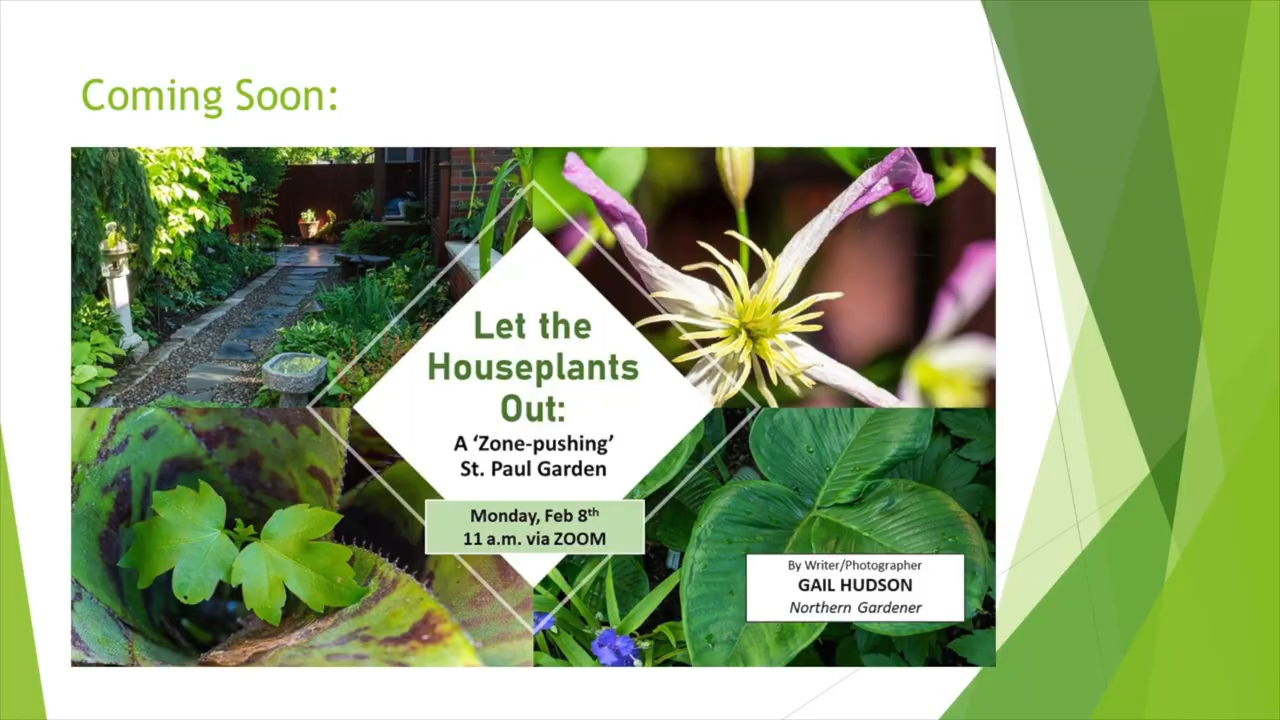 Coming Soon:
Let the
Houseplants
Out:
A ‘Zone-pushing’
St. Paul Garden
Monday, Feb 8th
11 a.m. via ZOOM
By Writer/Photographer
GAIL HUDSON
Northern Gardener